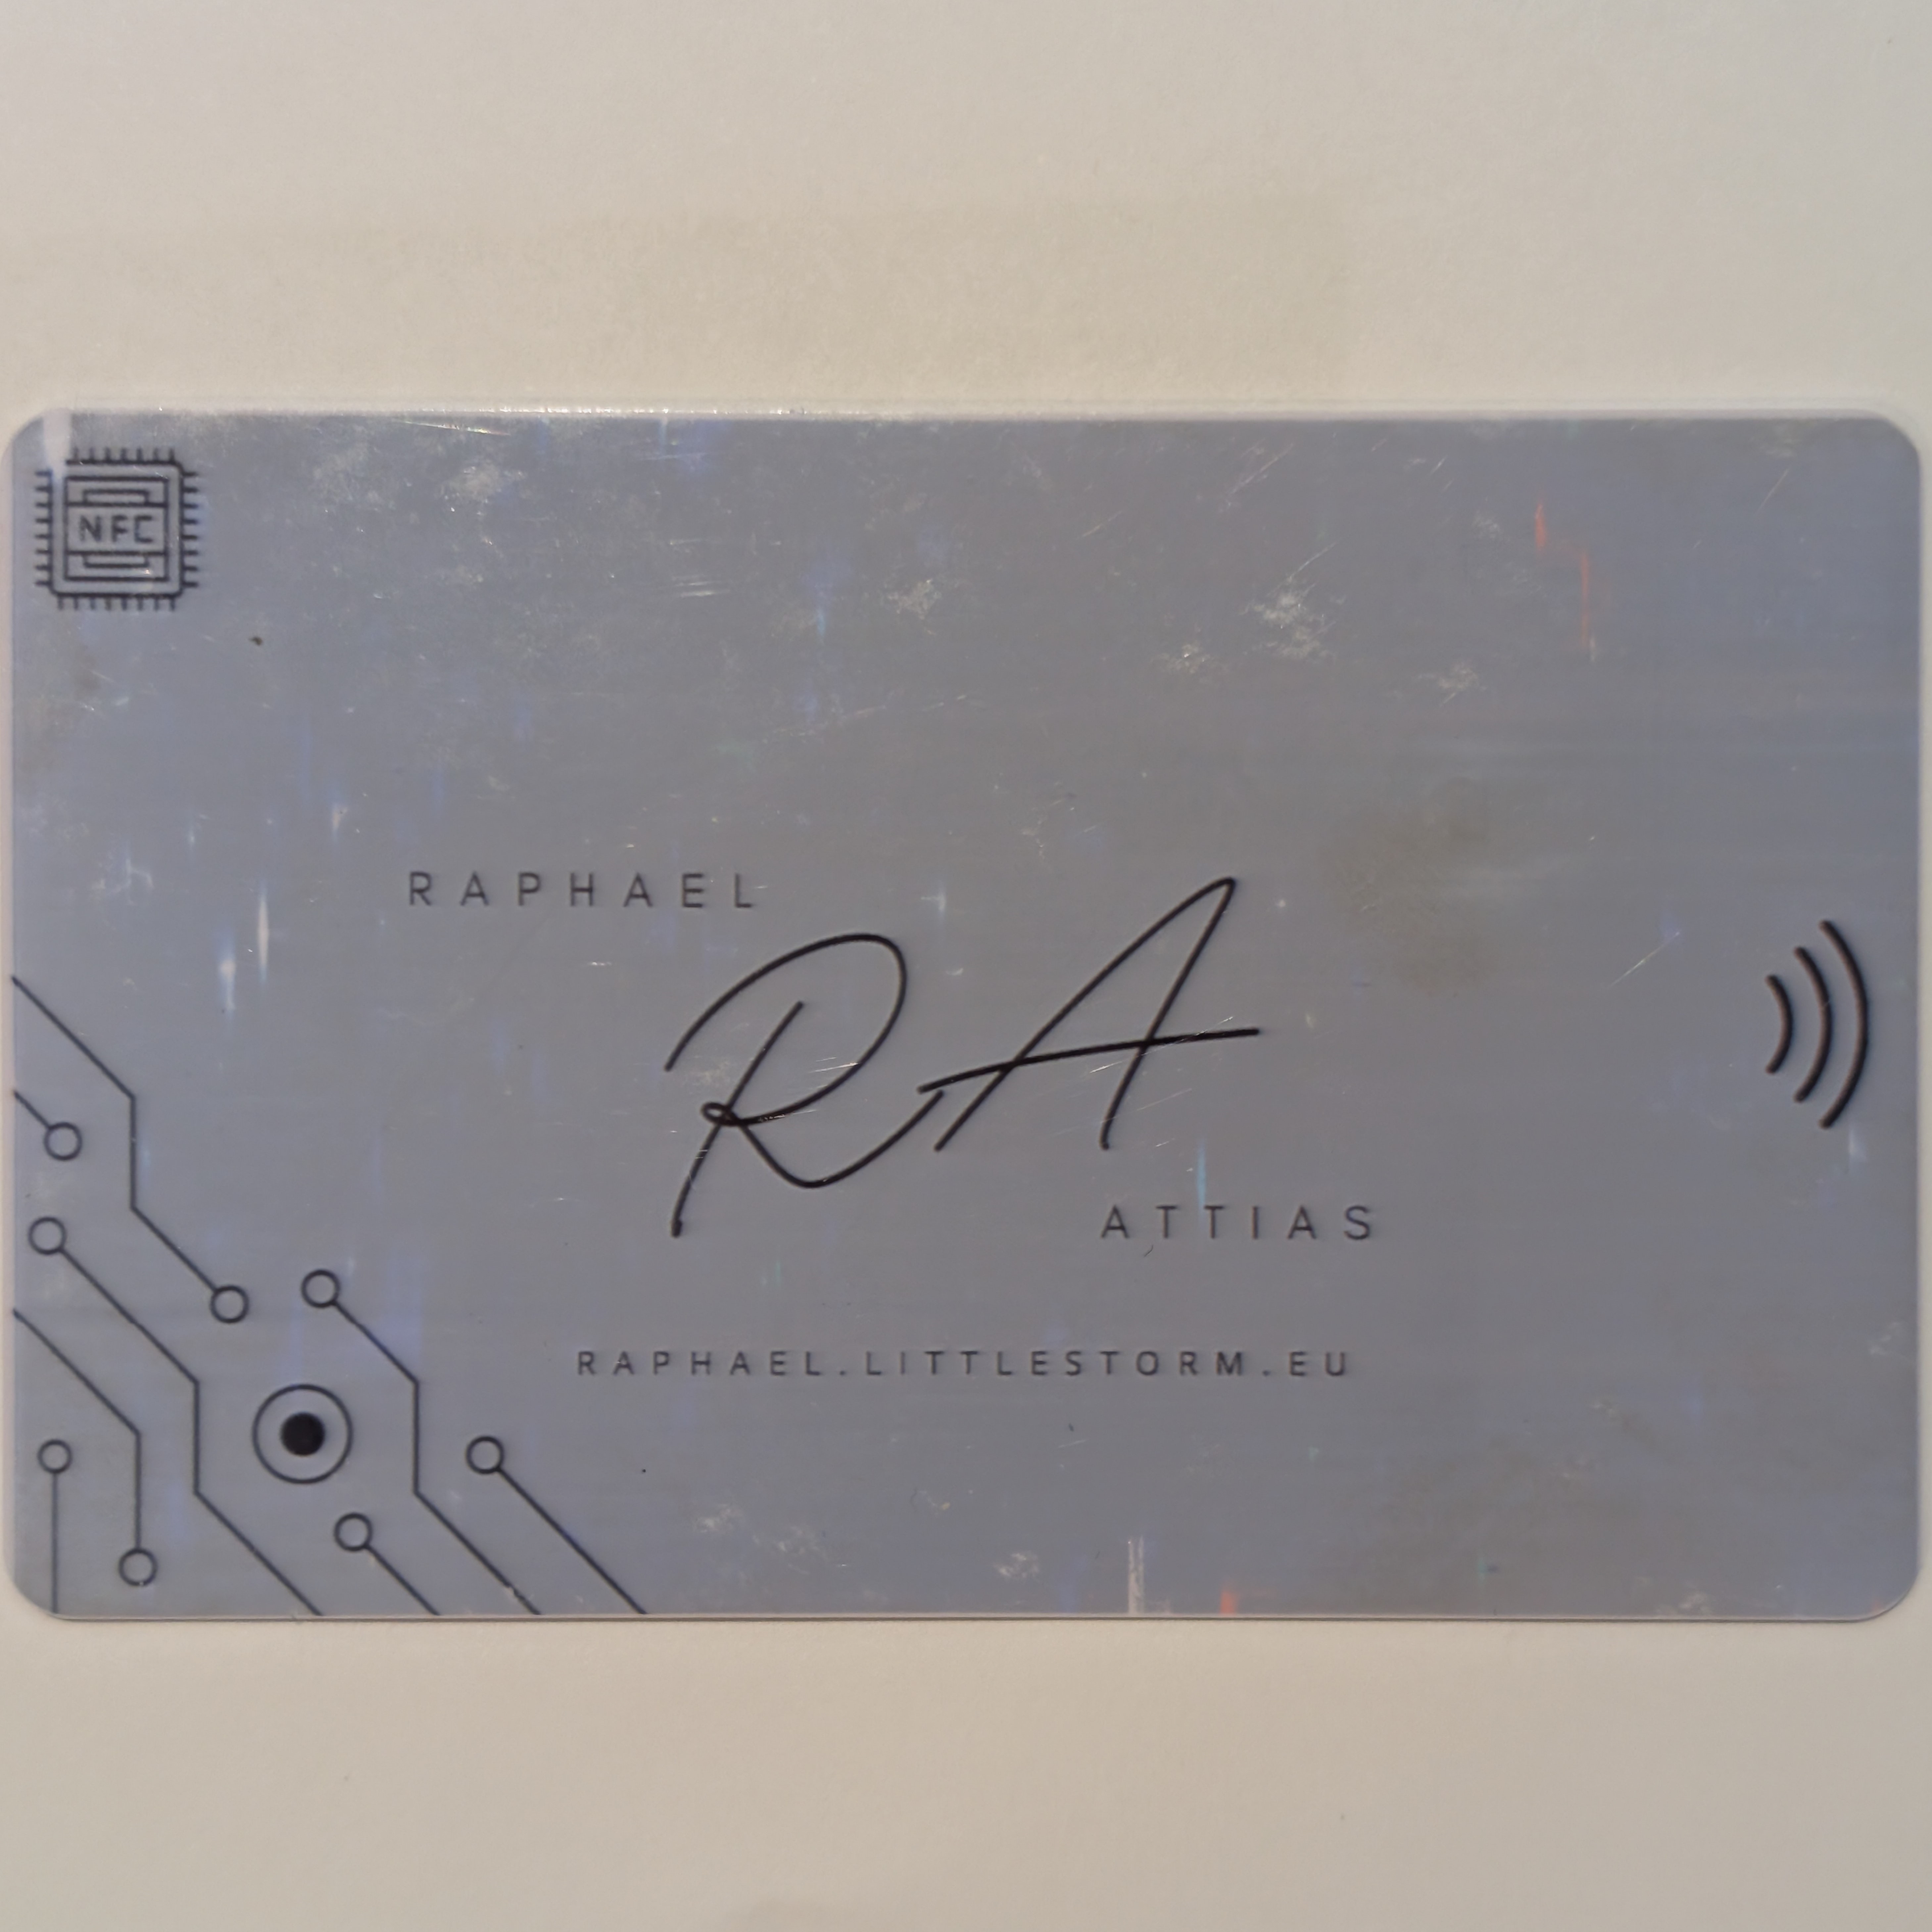 NFC
RAPHAEL
RA
ATTIAS
RAPHAEL.LITTLESTORM.EU